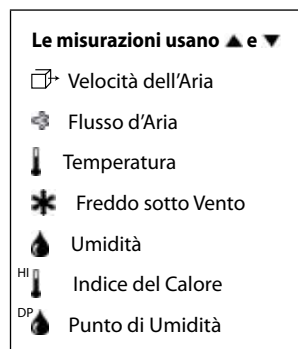 Le misurazioni usano ▲ e ▼
Velocità dell'Aria
Flusso d'Aria
Temperatura
Freddo sotto Vento
Umidità
HI Indice del Calore
DP Punto di Umidità